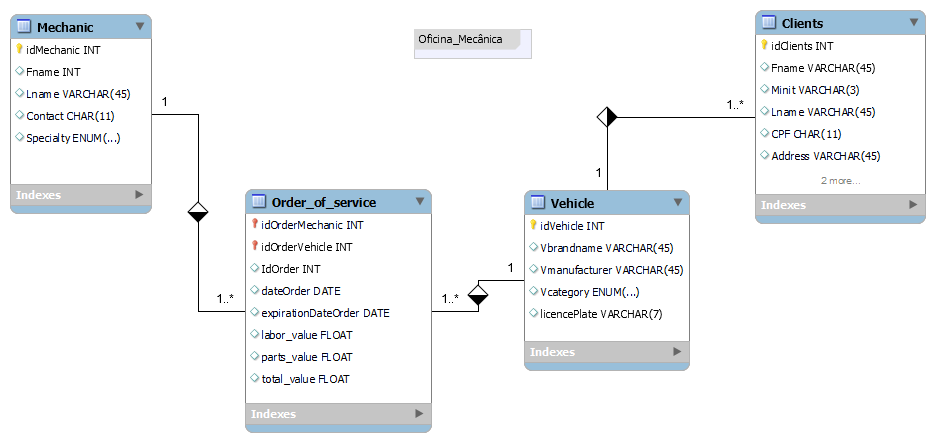 Mechanic
idMechanic INT
Fname INT
Lname VARCHAR(45)
Contact CHAR(11)
Specialty ENUM(...)
Indexes
Oficina_Mecânica
Clients
idClients INT
Fname VARCHAR(45)
Minit VARCHAR(3)
Lname VARCHAR(45)
CPF CHAR(11)
Address VARCHAR(45)
2 more...
Indexes
1
1..*
Order_of_service
idOrderMechanic INT
idOrderVehicle INT
IdOrder INT
dateOrder DATE
expirationDateOrder DATE
labor_value FLOAT
parts_value FLOAT
total_value FLOAT
Indexes
1..*
1
Vehicle
idVehicle INT
Vbrandname VARCHAR(45)
Vmanufacturer VARCHAR(45)
Vcategory ENUM(...)
licencePlate VARCHAR(7)
Indexes
1
1..*